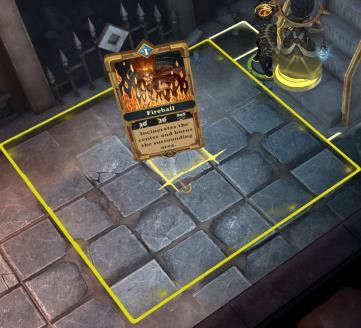 1
Fireball
Incinerates the
center and burns
the surrounding
area.